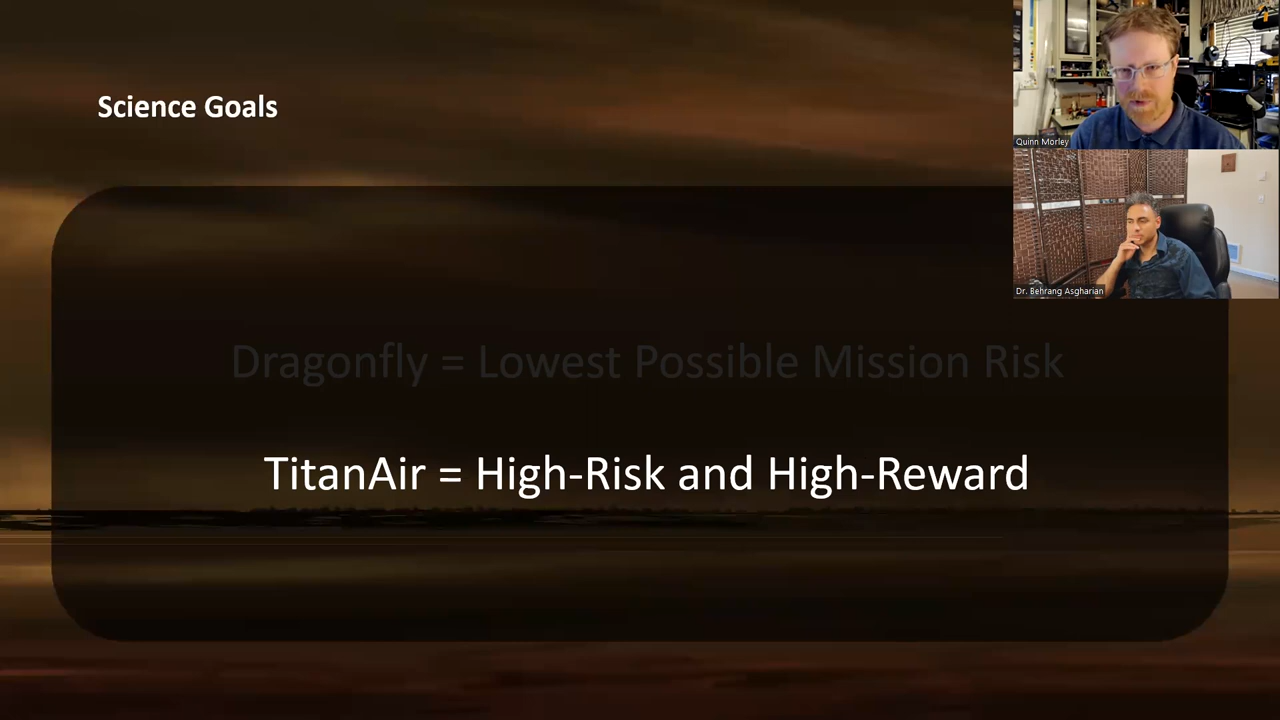 Science Goals
Quinn Morley
Dr. Behrang Asgharian
Dragonfly = Lowest Possible Mission Risk
TitanAir = High-Risk and High-Reward